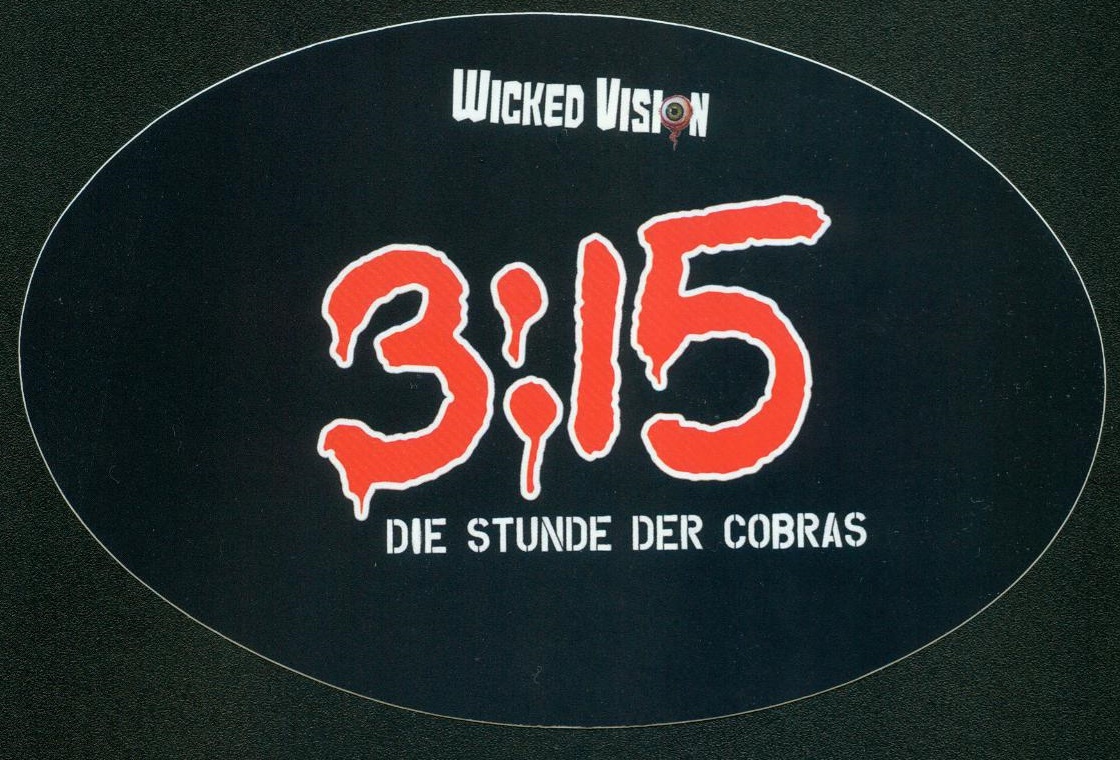 WICKED VISION
3:15
DIE STUNDE DER COBRAS